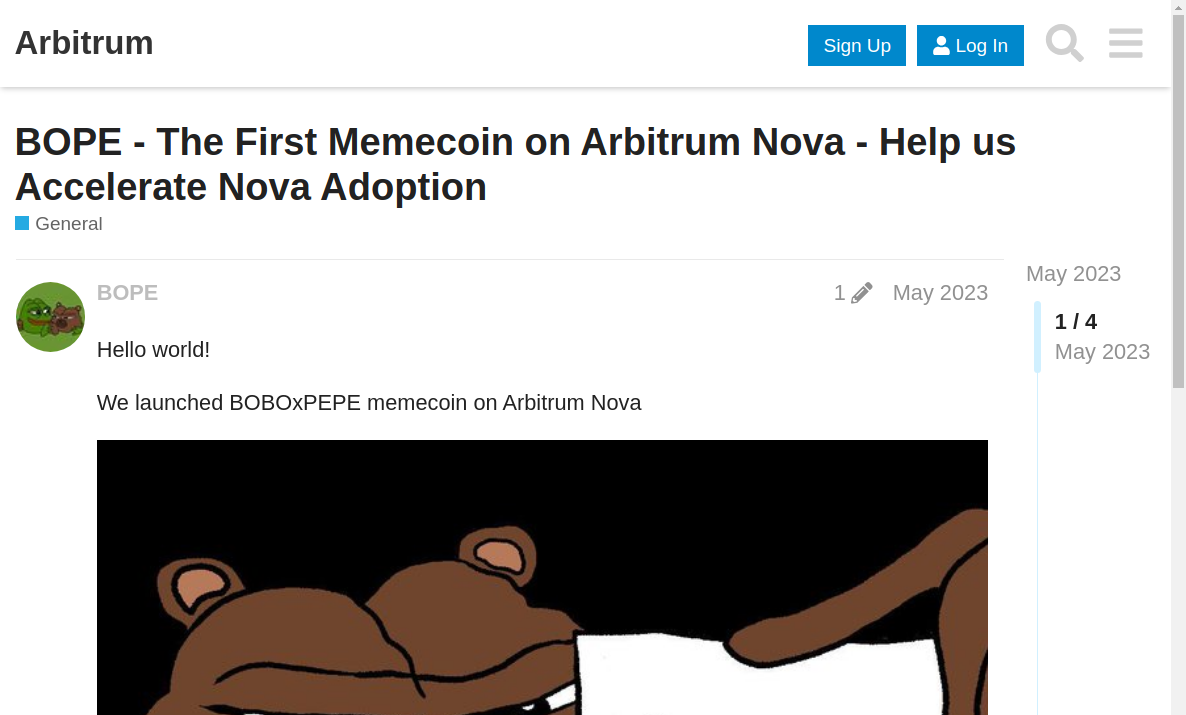 Arbitrum
Sign Up
Log In
BOPE - The First Memecoin on Arbitrum Nova - Help us
Accelerate Nova Adoption
General
BOPE
1
May 2023
May 2023
1 / 4
May 2023
Hello world!
We launched BOBOxPEPE memecoin on Arbitrum Nova